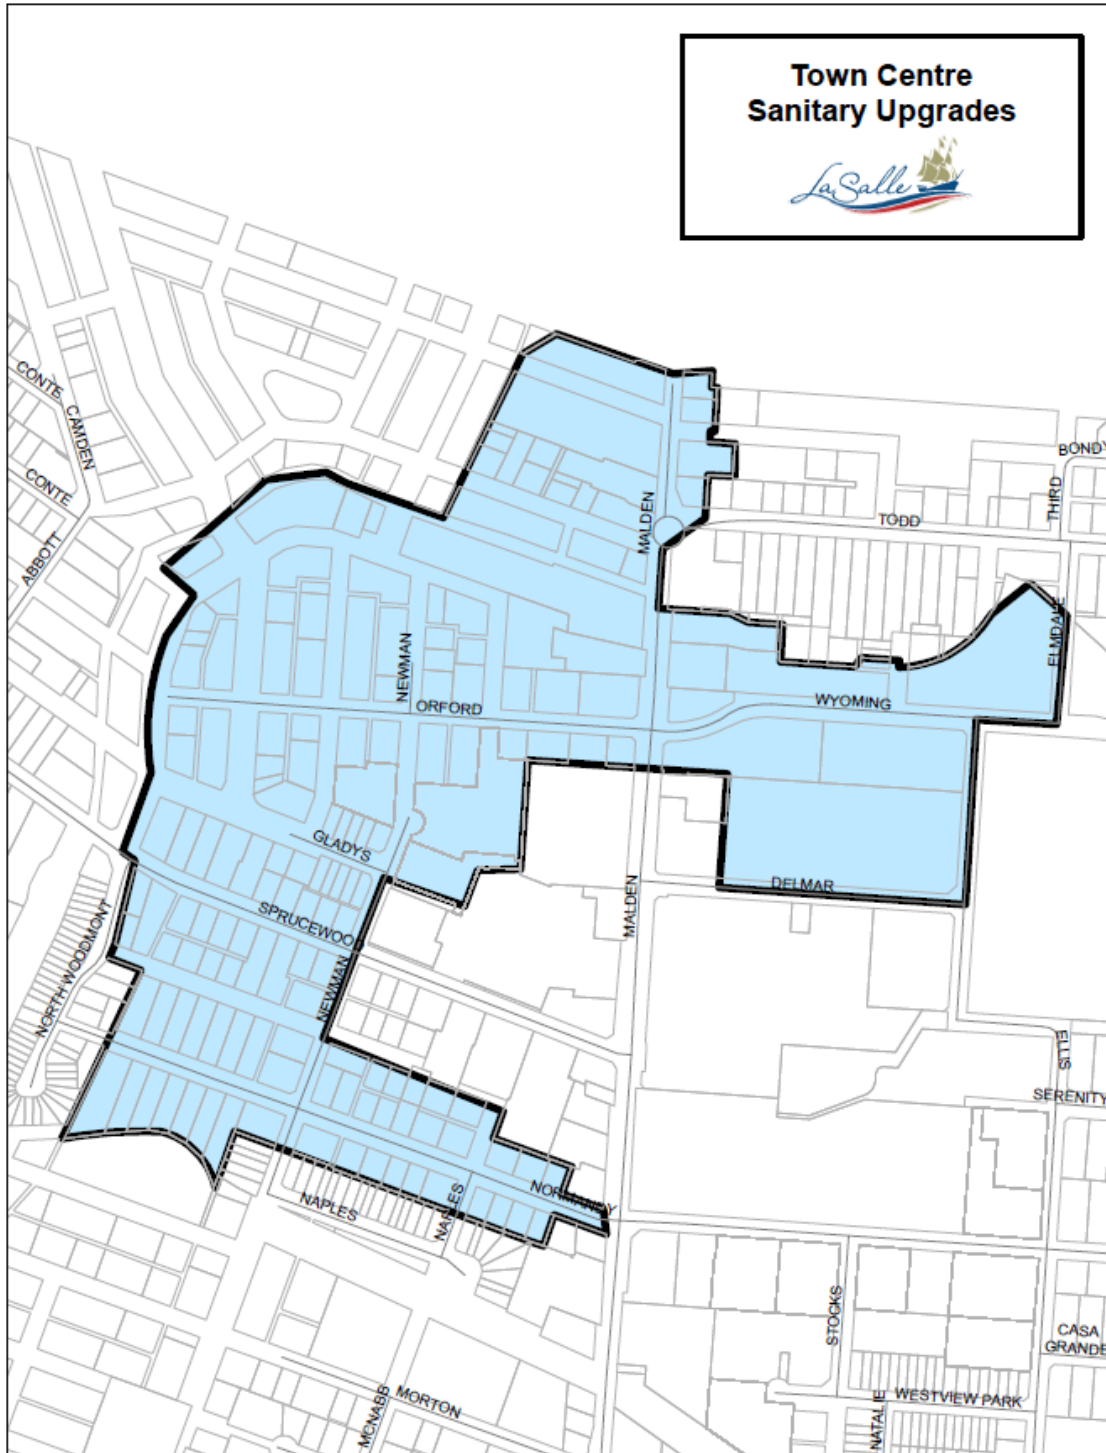 Town Centre
Sanitary Upgrades
LaSalle
CONTE
CAMDEN
CONTE
ABBOTT
BONDY
THIRD
TODD
MALDEN
ELMDALE
NEWMAN
ORFORD
WYOMING
GLADYS
DELMAR
MALDEN
SPRUCEWOOD
NORTH WOODMONT
NEWMAN
ELLIS
SERENITY
NORMANDY
NAPLES
NAPLES
STOCKS
CASA
GRANDE
WESTVIEW PARK
MORTON
MCNABB
NATALIE